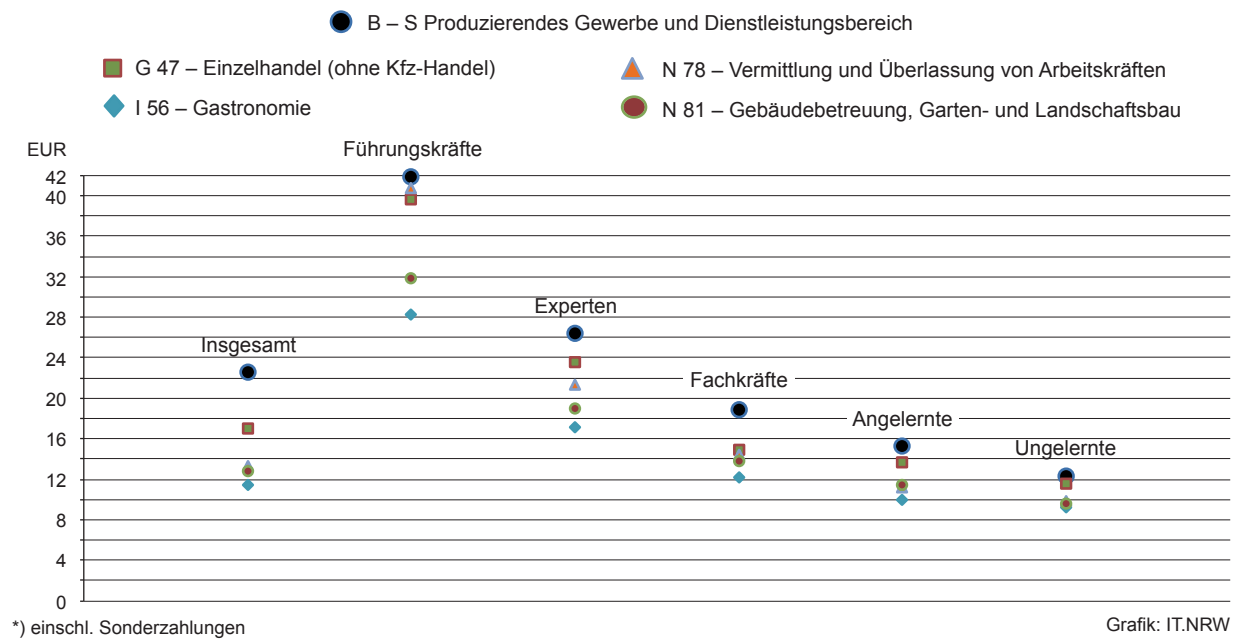 B – S Produzierendes Gewerbe und Dienstleistungsbereich
G 47 – Einzelhandel (ohne Kfz-Handel)
N 78 – Vermittlung und Überlassung von Arbeitskräften
I 56 – Gastronomie
N 81 – Gebäudebetreuung, Garten- und Landschaftsbau
EUR
Führungskräfte
42
40
36
32
Experten
28
Insgesamt
24
Fachkräfte
20
Angelernte
16
Ungelernte
12
8
4
0
*) einschl. Sonderzahlungen
Grafik: IT.NRW